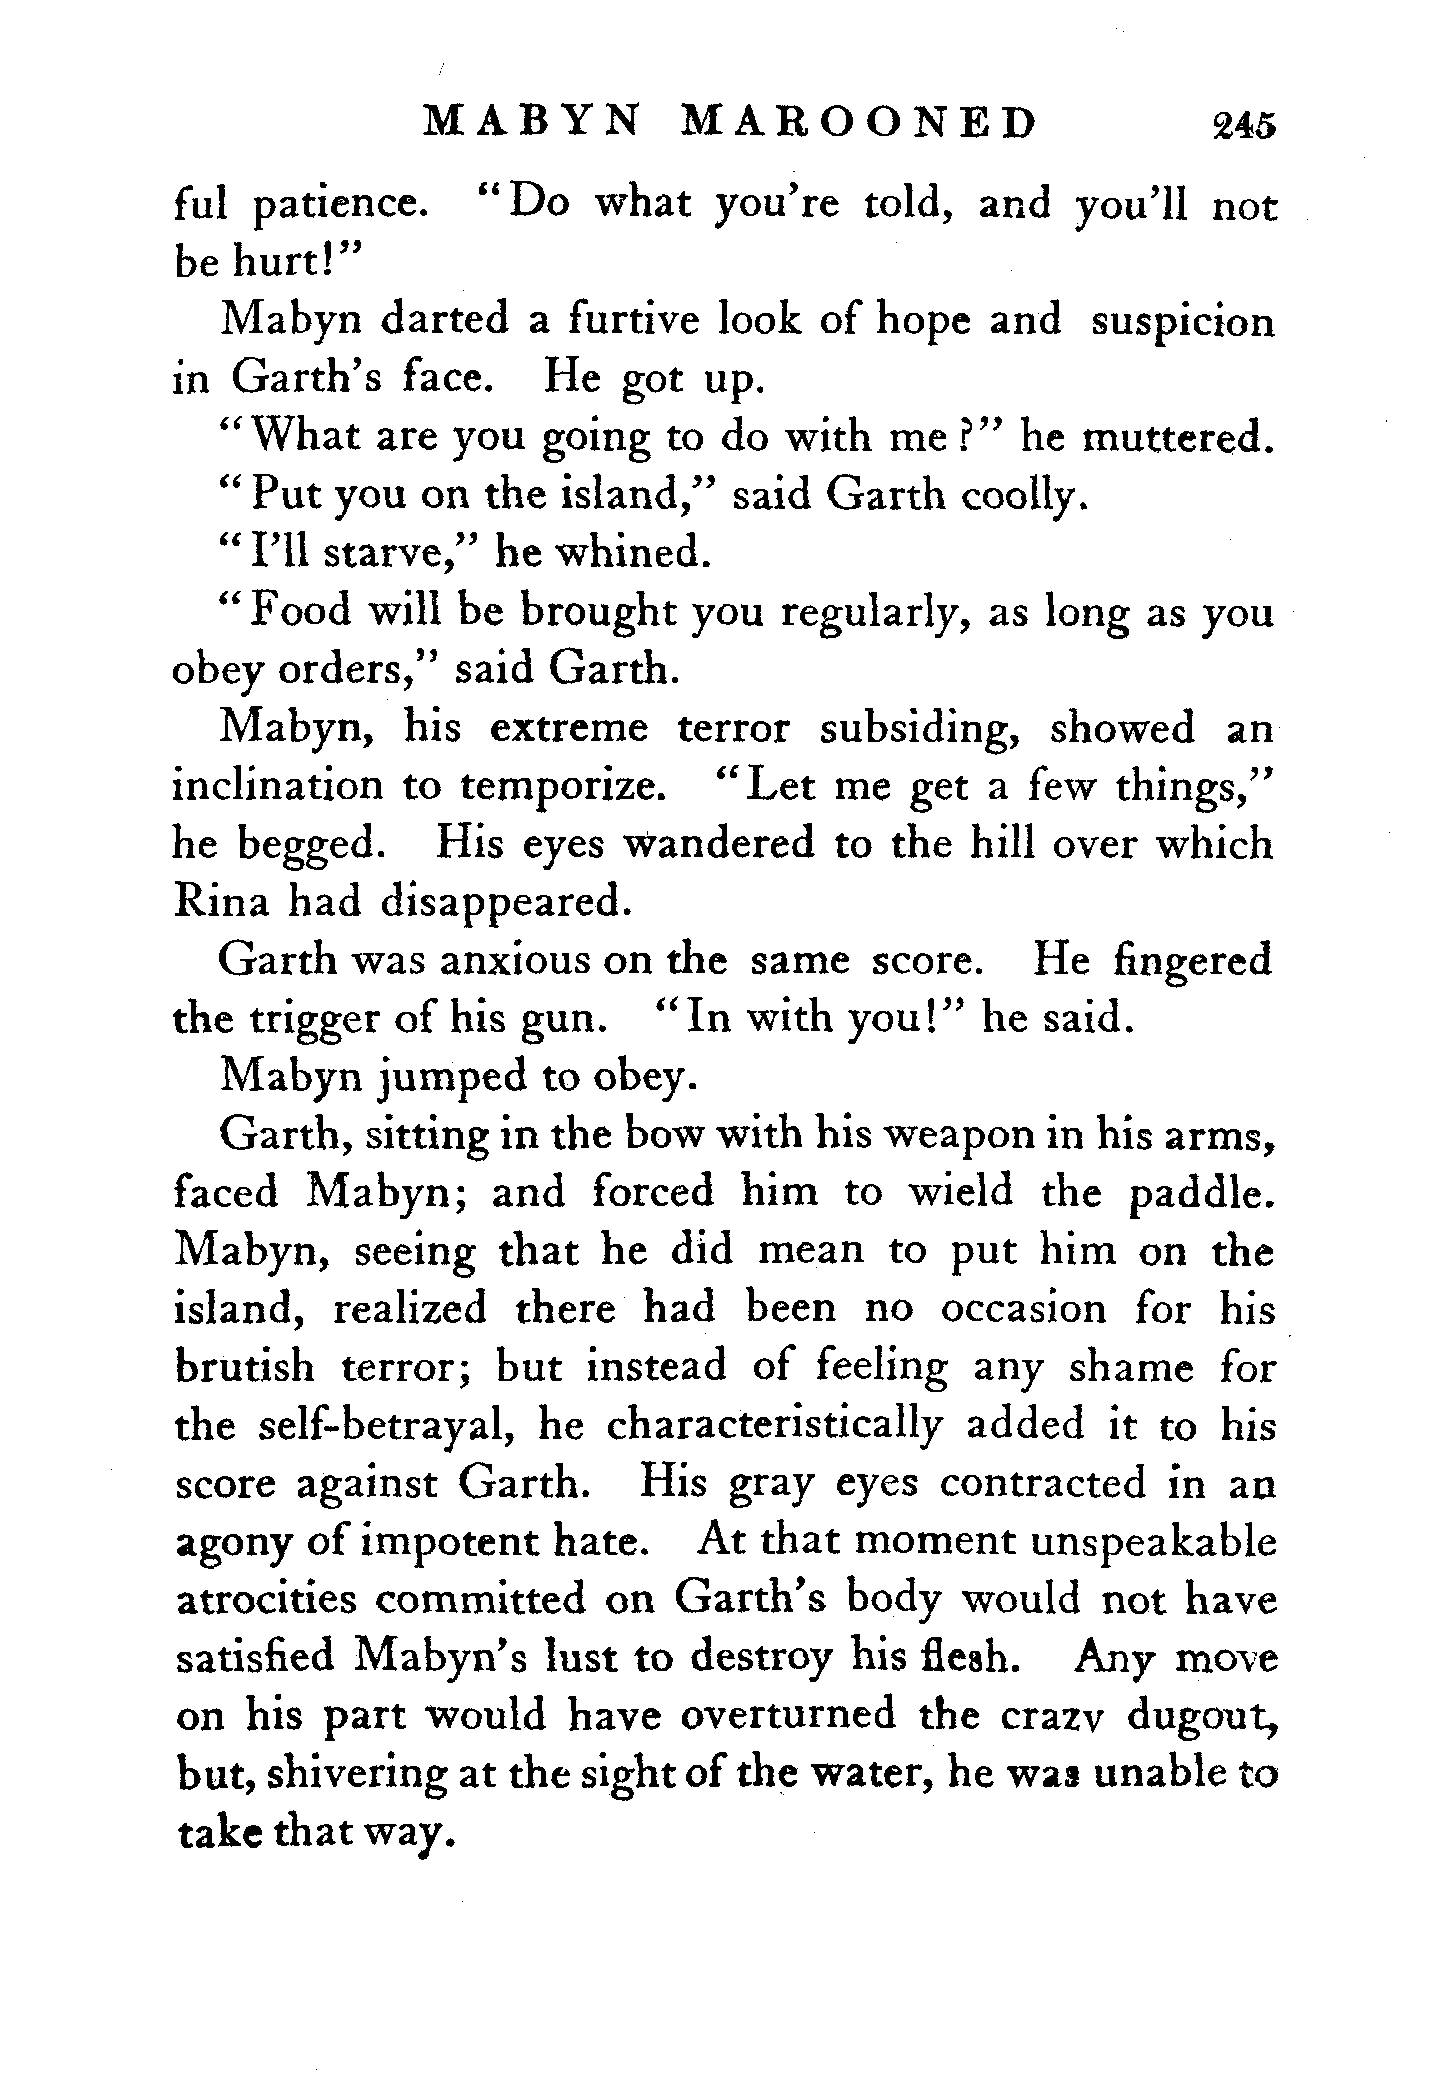 MABYN MAROONED 245
ful patience. "Do what you're told, and you'll not
be hurt!"
Mabyn darted a furtive look of hope and suspicion
in Garth's face. He got up.
"What are you going to do with me?" he muttered.
"Put you on the island," said Garth coolly.
"I'll starve," he whined.
"Food will be brought you regularly, as long as you
obey orders," said Garth.
Mabyn, his extreme terror subsiding, showed an
inclination to temporize. "Let me get a few things,"
he begged. His eyes wandered to the hill over which
Rina had disappeared.
Garth was anxious on the same score. He fingered
the trigger of his gun. "In with you!" he said.
Mabyn jumped to obey.
Garth, sitting in the bow with his weapon in his arms,
faced Mabyn; and forced him to wield the paddle.
Mabyn, seeing that he did mean to put him on the
island, realized there had been no occasion for his
brutish terror; but instead of feeling any shame for
the self-betrayal, he characteristically added it to his
score against Garth. His gray eyes contracted in an
agony of impotent hate. At that moment unspeakable
atrocities committed on Garth's body would not have
satisfied Mabyn's lust to destroy his flesh. Any move
on his part would have overturned the crazy dugout,
but, shivering at the sight of the water, he was unable to
take that way.